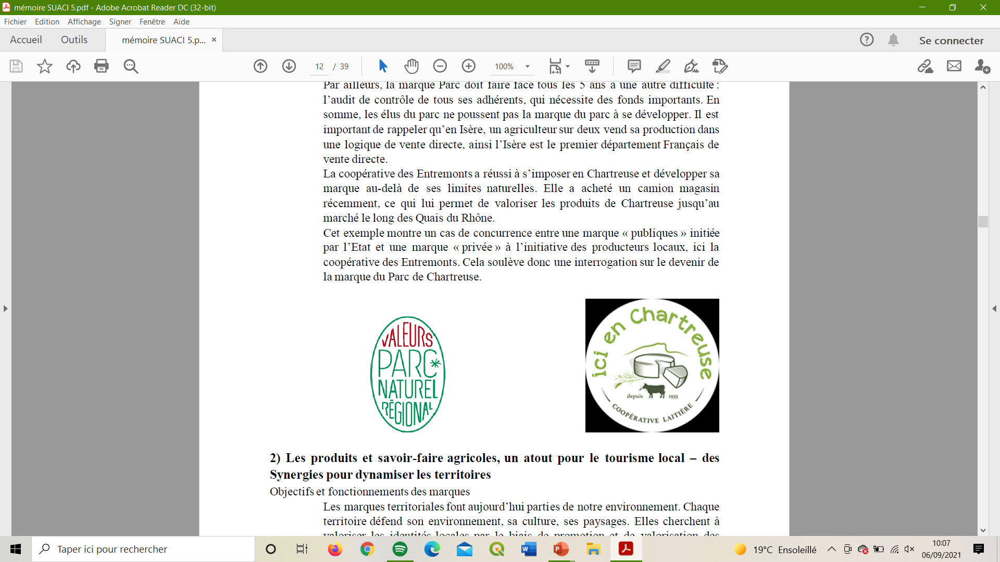 mémoire SUACI 5.pdf - Adobe Acrobat Reader DC (32-bit)
Fichier Edition Affichage Signer Fenêtre Aide
Accueil Outils mémoire SUACI 5.p... × Se connecter
12 / 39 100%
Par ailleurs, la marque Parc doit faire face tous les 5 ans à une autre difficulté :
l’audit de contrôle de tous ses adhérents, qui nécessite des fonds importants. En
somme, les élus du parc ne poussent pas la marque du parc à se développer. Il est
important de rappeler qu’en Isère, un agriculteur sur deux vend sa production dans
une logique de vente directe, ainsi l’Isère est le premier département Français de
vente directe.
La coopérative des Entremonts a réussi à s’imposer en Chartreuse et développer sa
marque au-delà de ses limites naturelles. Elle a acheté un camion magasin
récemment, ce qui lui permet de valoriser les produits de Chartreuse jusqu’au
marché le long des Quais du Rhône.
Cet exemple montre un cas de concurrence entre une marque « publiques » initiée
par l’Etat et une marque « privée » à l’initiative des producteurs locaux, ici la
coopérative des Entremonts. Cela soulève donc une interrogation sur le devenir de
la marque du Parc de Chartreuse.
VALEURS
PARC
NATUREL
RÉGIONAL
ici en Chartreuse
depuis 1935
COOPÉRATIVE LAITIÈRE
2) Les produits et savoir-faire agricoles, un atout pour le tourisme local – des
Synergies pour dynamiser les territoires
Objectifs et fonctionnements des marques
Les marques territoriales font aujourd’hui parties de notre environnement. Chaque
territoire défend son environnement, sa culture, ses paysages. Elles cherchent à
valoriser les identités locales par le biais de promotion et de valorisation des
Taper ici pour rechercher
19°C Ensoleillé
10:07
06/09/2021